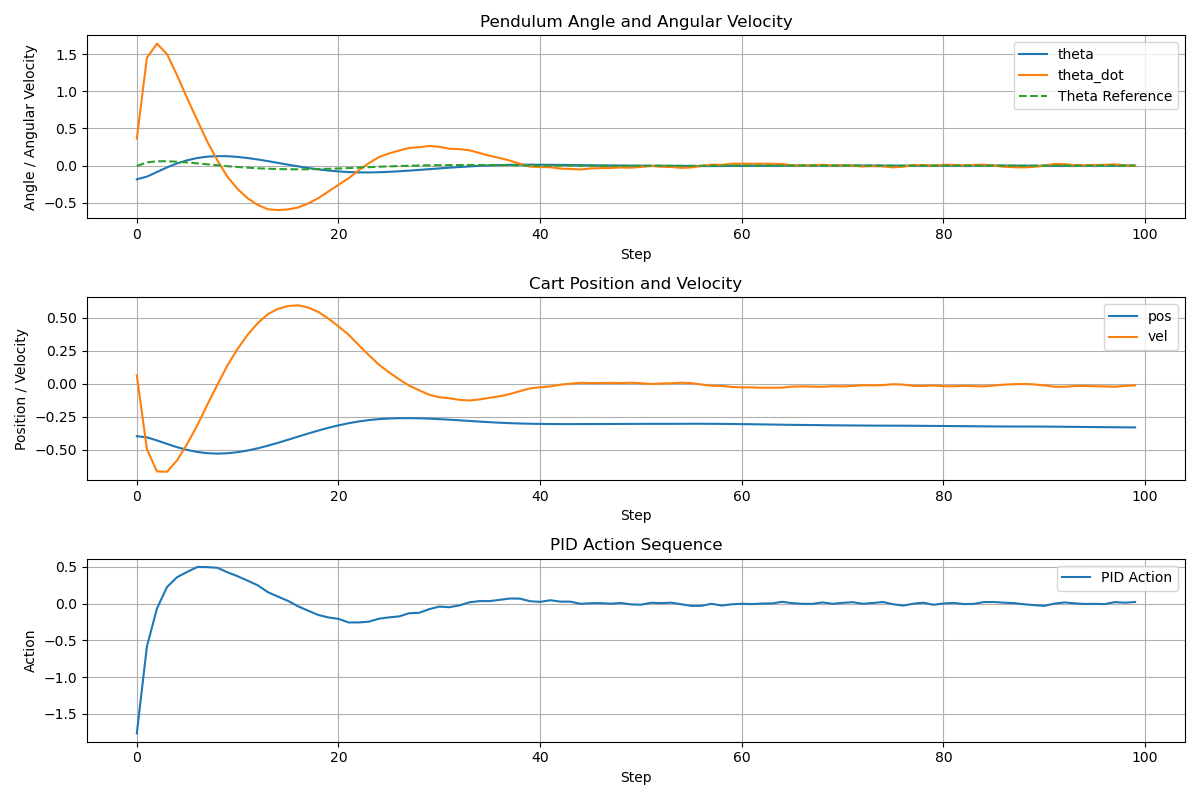 Pendulum Angle and Angular Velocity
Angle / Angular Velocity
1.5
1.0
0.5
0.0
−0.5
theta
theta_dot
Theta Reference
0 20 40 60 80 100
Step
Cart Position and Velocity
Position / Velocity
0.50
0.25
0.00
−0.25
−0.50
pos
vel
0 20 40 60 80 100
Step
PID Action Sequence
Action
0.5
0.0
−0.5
−1.0
−1.5
PID Action
0 20 40 60 80 100
Step